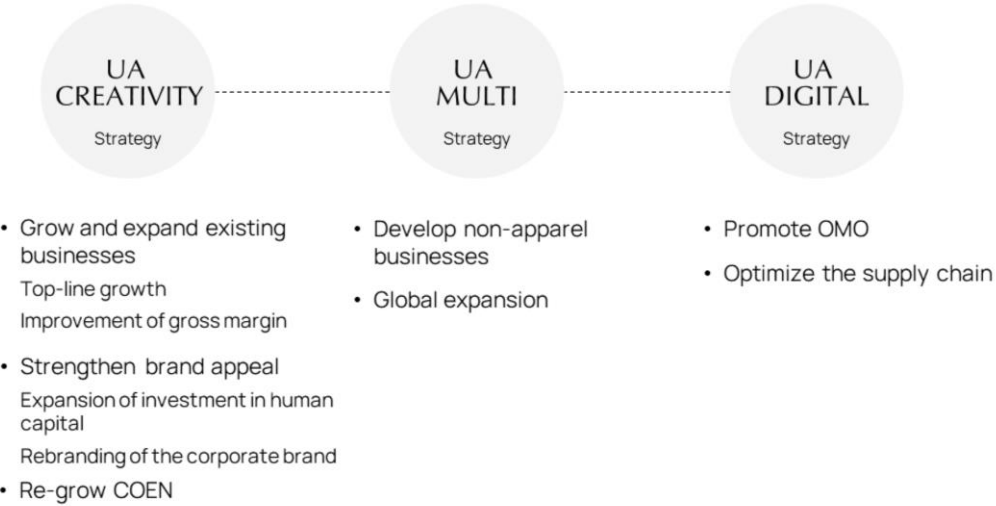 UA
CREATIVITY
Strategy
UA
MULTI
Strategy
UA
DIGITAL
Strategy
• Grow and expand existing
businesses
Top-line growth
Improvement of gross margin
• Strengthen brand appeal
Expansion of investment in human
capital
Rebranding of the corporate brand
• Re-grow COEN
• Develop non-apparel
businesses
• Global expansion
• Promote OMO
• Optimize the supply chain